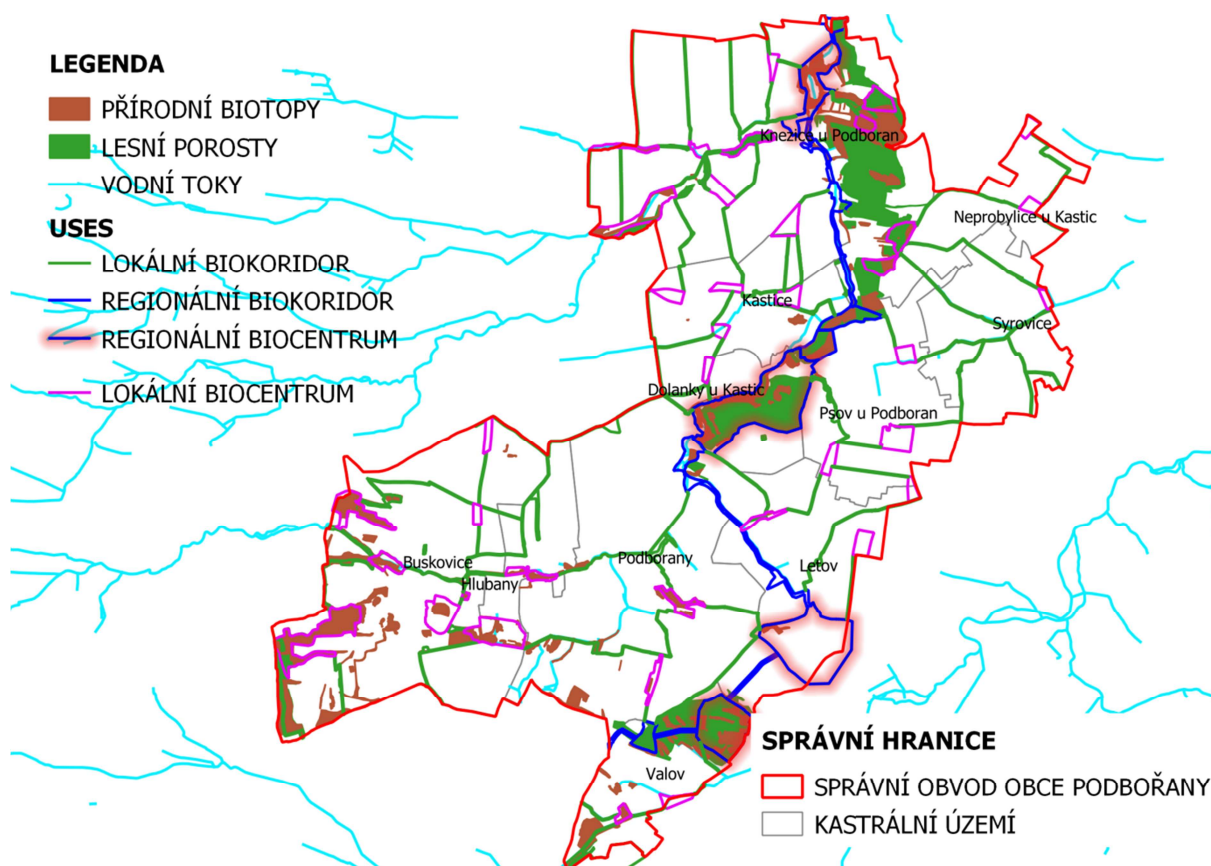 LEGENDA
PŘÍRODNÍ BIOTOPY
LESNÍ POROSTY
VODNÍ TOKY
USES
LOKÁLNÍ BIOKORIDOR
REGIONÁLNÍ BIOKORIDOR
REGIONÁLNÍ BIOCENTRUM
LOKÁLNÍ BIOCENTRUM
Knezice u Podboran
Neprobylice u Kastic
Kastice
Syrovice
Dolanky u Kastic
Psov u Podboran
Buskovice
Hlubany
Podborany
Letov
Valov
SPRÁVNÍ HRANICE
SPRÁVNÍ OBVOD OBCE PODBOŘANY
KASTRÁLNÍ ÚZEMÍ